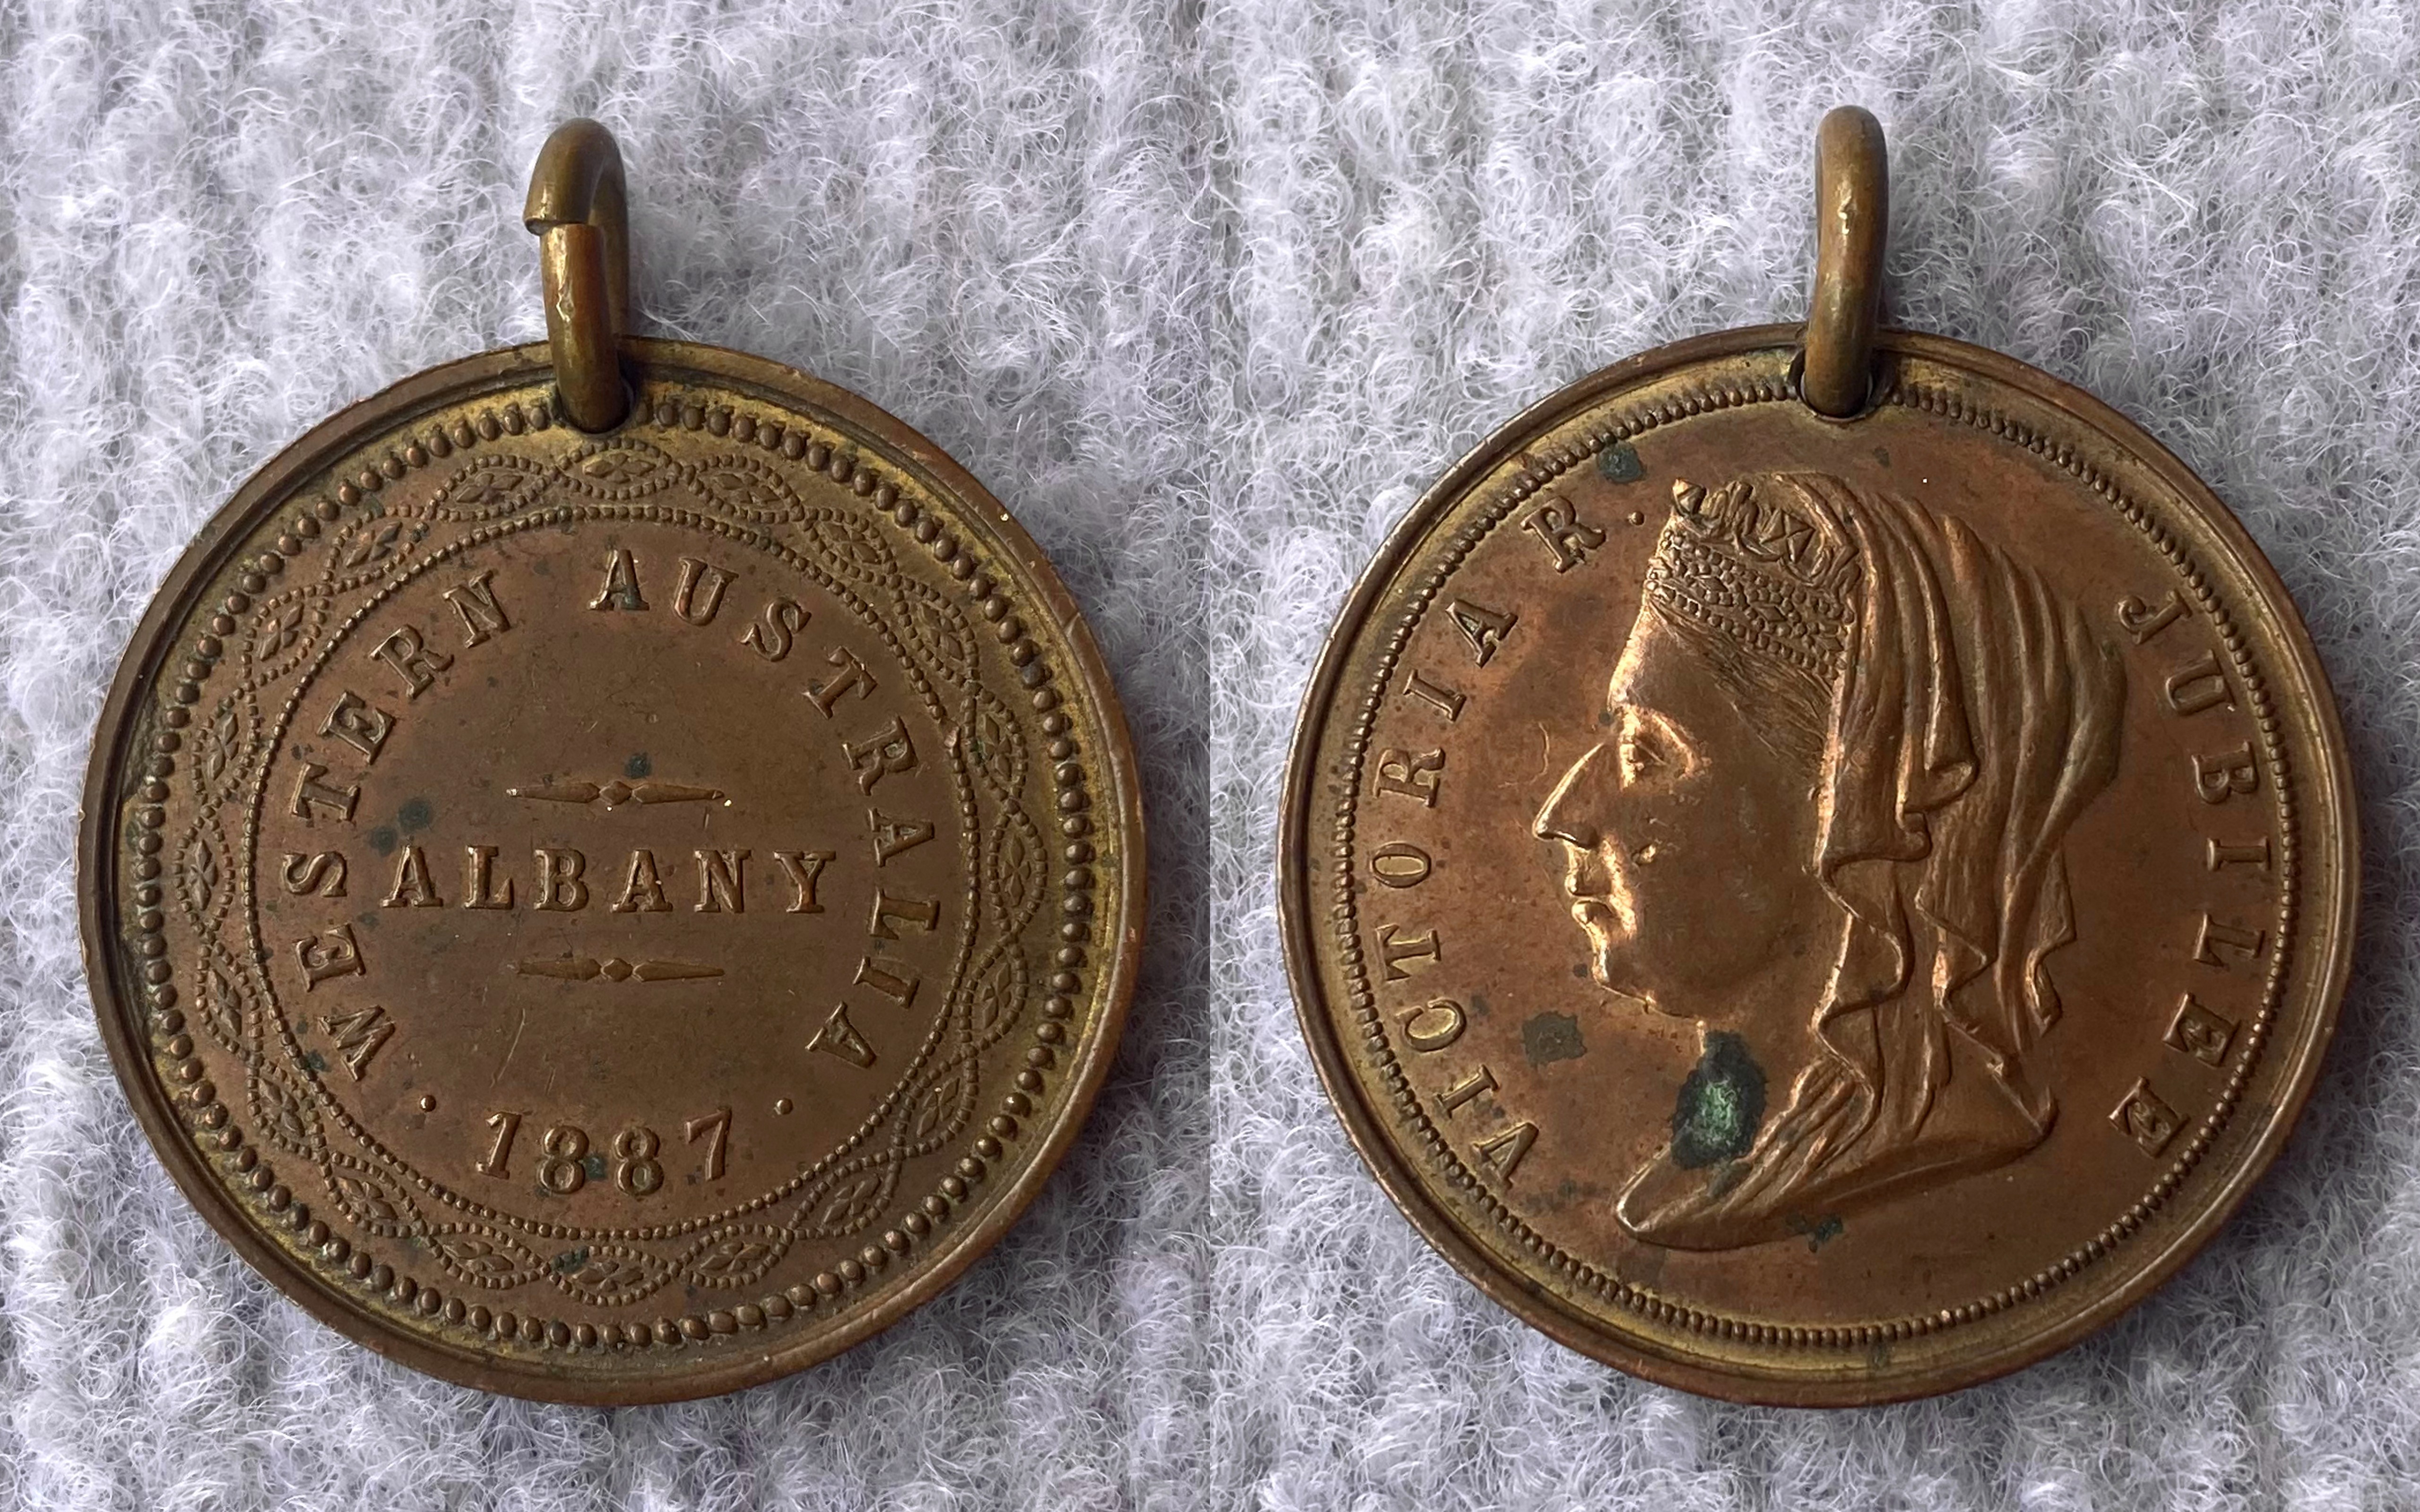 WESTERN AUSTRALIA
ALBANY
· 1887 ·
VICTORIA R. JUBILEE